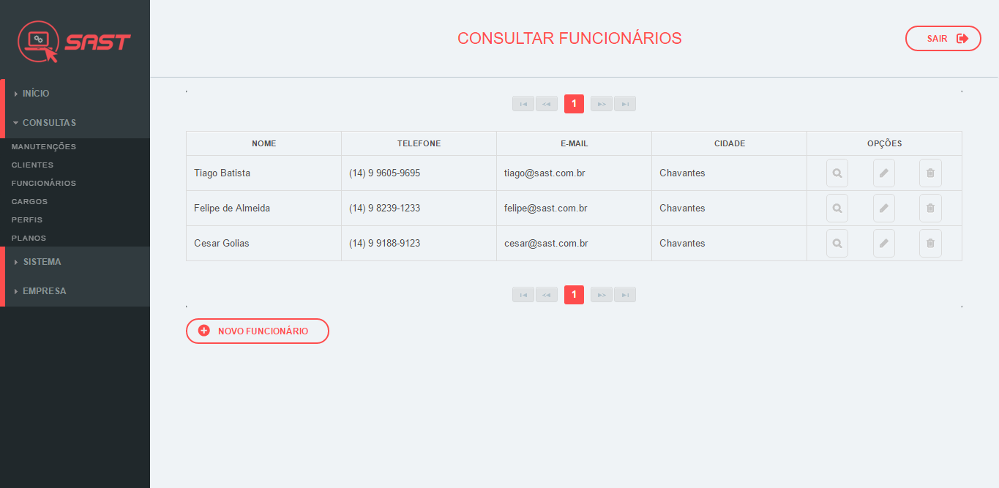 SAST
INÍCIO
CONSULTAS
MANUTENÇÕES
CLIENTES
FUNCIONÁRIOS
CARGOS
PERFIS
PLANOS
SISTEMA
EMPRESA
CONSULTAR FUNCIONÁRIOS
SAIR
1
NOME TELEFONE E-MAIL CIDADE OPÇÕES
Tiago Batista (14) 9 9605-9695 tiago@sast.com.br Chavantes
Felipe de Almeida (14) 9 8239-1233 felipe@sast.com.br Chavantes
Cesar Golias (14) 9 9188-9123 cesar@sast.com.br Chavantes
1
NOVO FUNCIONÁRIO